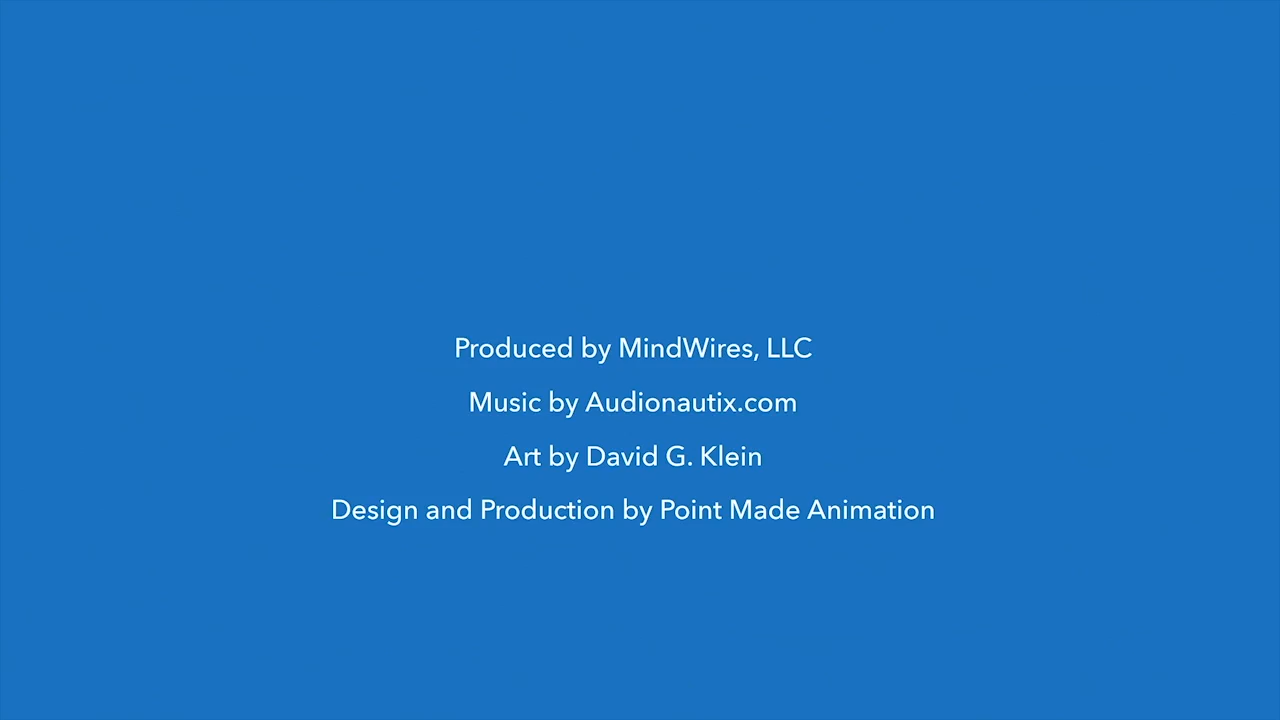 Produced by MindWires, LLC
Music by Audionautix.com
Art by David G. Klein
Design and Production by Point Made Animation